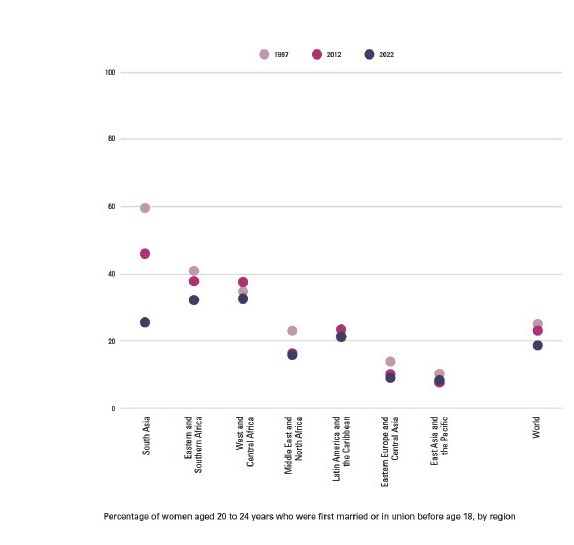 1997 2012 2022
100
80
60
40
20
0
South Asia
Eastern and
Southern Africa
West and
Central Africa
Middle East and
North Africa
Latin America and
the Caribbean
Eastern Europe and
Central Asia
East Asia and
the Pacific
World
Percentage of women aged 20 to 24 years who were first married or in union before age 18, by region